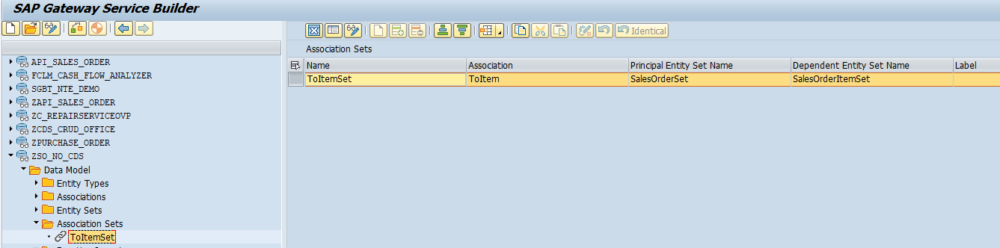 SAP Gateway Service Builder
Identical
Association Sets
Name Association Principal Entity Set Name Dependent Entity Set Name Label
ToItemSet ToItem SalesOrderSet SalesOrderItemSet
API_SALES_ORDER
FCLM_CASH_FLOW_ANALYZER
SGBT_NTE_DEMO
ZAPI_SALES_ORDER
ZC_REPAIRSERVICEOVP
ZCDS_CRUD_OFFICE
ZPURCHASE_ORDER
ZSO_NO_CDS
Data Model
Entity Types
Associations
Entity Sets
Association Sets
ToItemSet